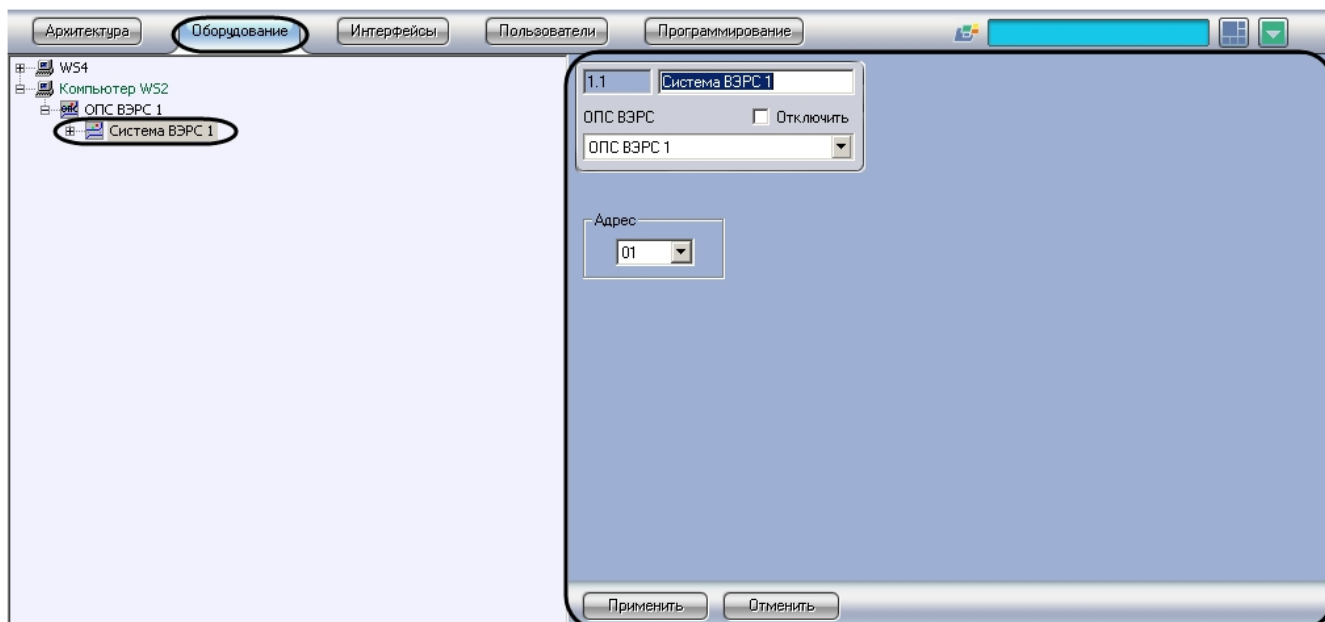 Архитектура Оборудование Интерфейсы Пользователи Программирование
WS4
Компьютер WS2
ОПС ВЭРС 1
Система ВЭРС 1
1.1 Система ВЭРС 1
ОПС ВЭРС Отключить
ОПС ВЭРС 1
Адрес
01
Применить Отменить